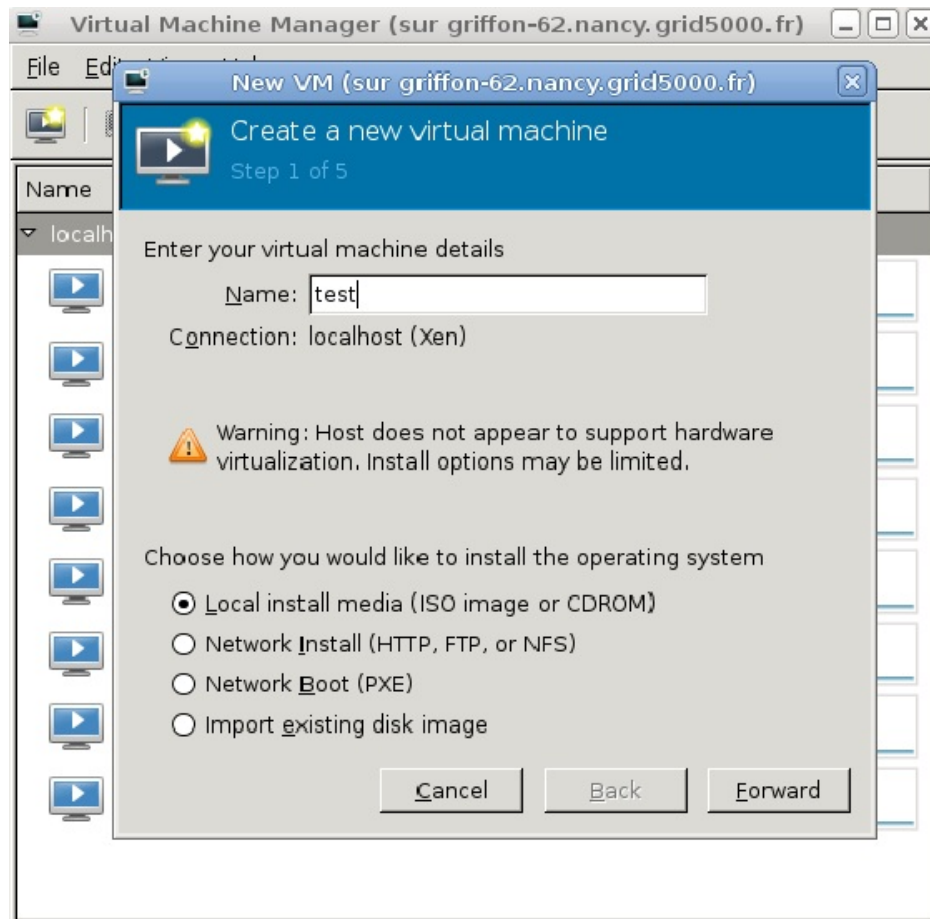 Virtual Machine Manager (sur griffon-62.nancy.grid5000.fr)
File
New VM (sur griffon-62.nancy.grid5000.fr)
Create a new virtual machine
Step 1 of 5
Name
Enter your virtual machine details
Name: test
Connection: localhost (Xen)
Warning: Host does not appear to support hardware
virtualization. Install options may be limited.
Choose how you would like to install the operating system
Local install media (ISO image or CDROM)
Network Install (HTTP, FTP, or NFS)
Network Boot (PXE)
Import existing disk image
Cancel Back Forward